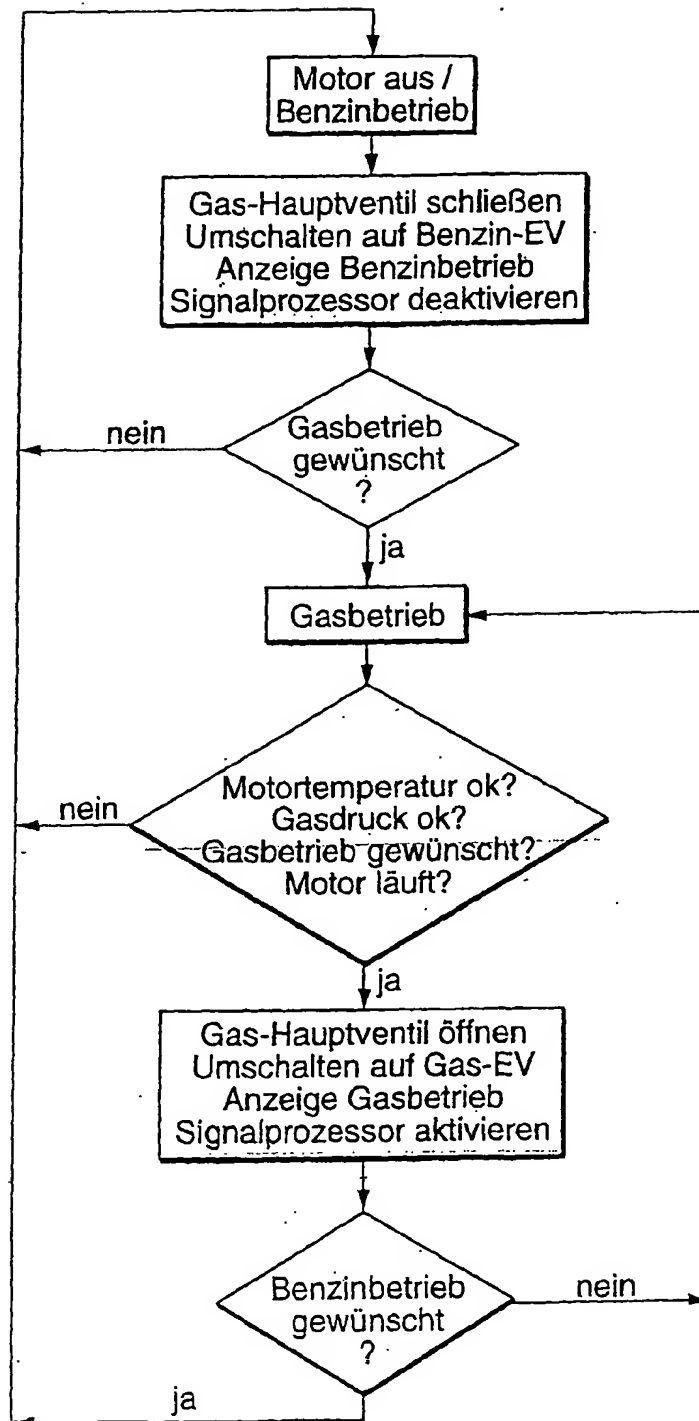 Motor aus /
Benzinbetrieb
Gas-Hauptventil schließen
Umschalten auf Benzin-EV
Anzeige Benzinbetrieb
Signalprozessor deaktivieren
nein
Gasbetrieb
gewünscht
?
ja
Gasbetrieb
nein
Motortemperatur ok?
Gasdruck ok?
Gasbetrieb gewünscht?
Motor läuft?
ja
Gas-Hauptventil öffnen
Umschalten auf Gas-EV
Anzeige Gasbetrieb
Signalprozessor aktivieren
Benzinbetrieb
gewünscht
?
nein
ja